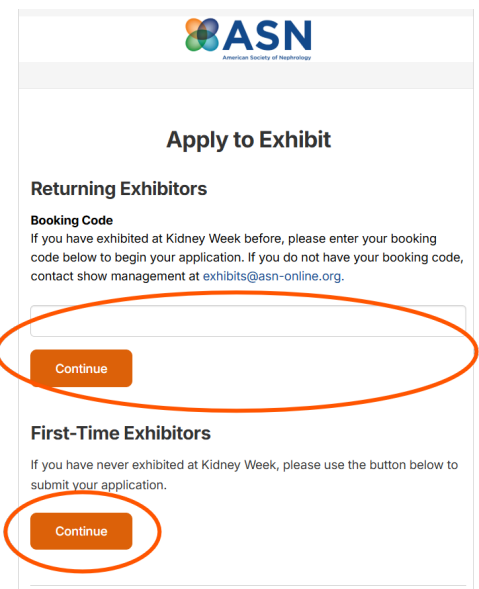 ASN
American Society of Nephrology
Apply to Exhibit
Returning Exhibitors
Booking Code
If you have exhibited at Kidney Week before, please enter your booking
code below to begin your application. If you do not have your booking code,
contact show management at exhibits@asn-online.org.
Continue
First-Time Exhibitors
If you have never exhibited at Kidney Week, please use the button below to
submit your application.
Continue